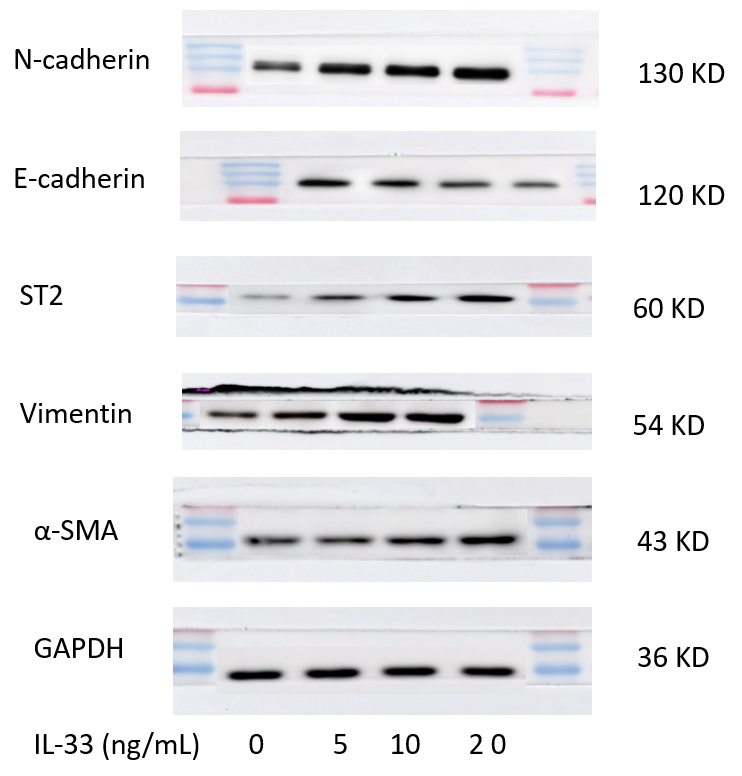 N-cadherin 130 KD
E-cadherin 120 KD
ST2 60 KD
Vimentin 54 KD
α-SMA 43 KD
GAPDH 36 KD
IL-33 (ng/mL) 0 5 10 2 0